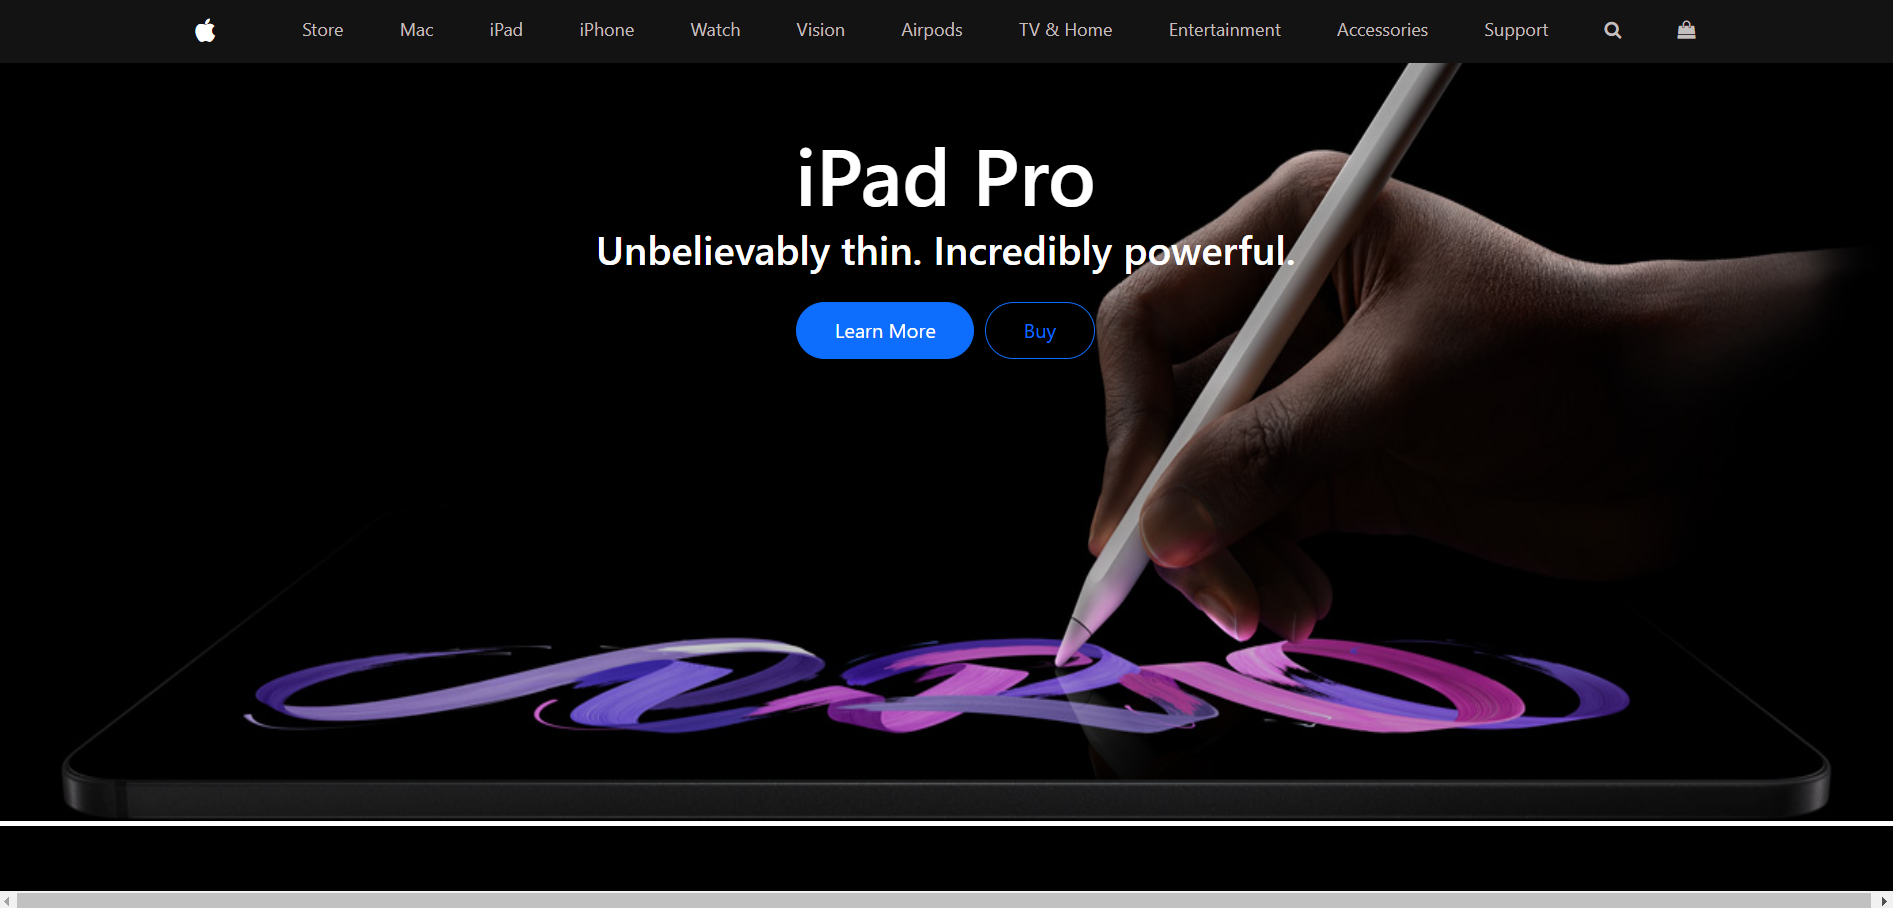 Store Mac iPad iPhone Watch Vision Airpods TV & Home Entertainment Accessories Support
iPad Pro
Unbelievably thin. Incredibly powerful.
Learn More Buy